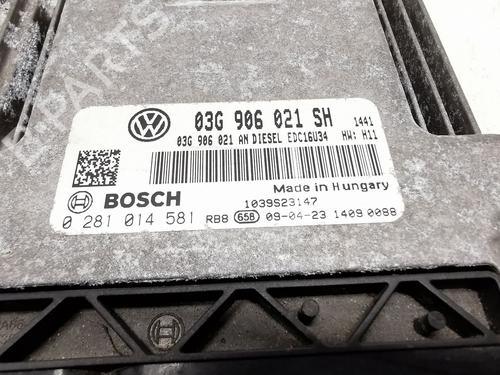 03G 906 021 SH 1441
03G 906 021 AN DIESEL EDC16U34 HW: H11
BOSCH
Made in Hungary
1039S23147
0 281 014 581 RBB 65B 09-04-23 1409 0088